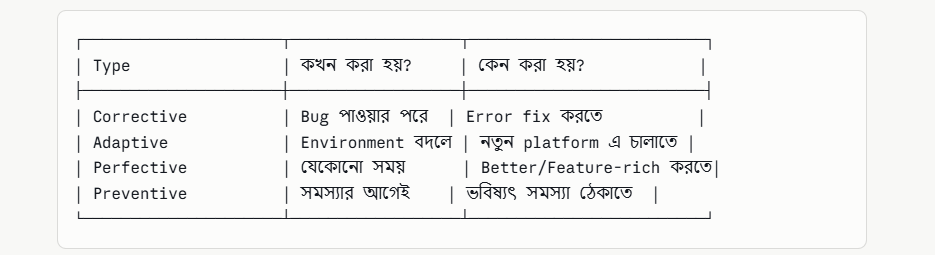 Type কখন করা হয়? কেন করা হয়?
Corrective Bug পাওয়ার পরে Error fix করতে
Adaptive Environment বদলে নতুন platform এ চালাতে
Perfective যেকোনো সময় Better/Feature-rich করতে
Preventive সমস্যার আগেই ভবিষ্যৎ সমস্যা ঠেকাতে